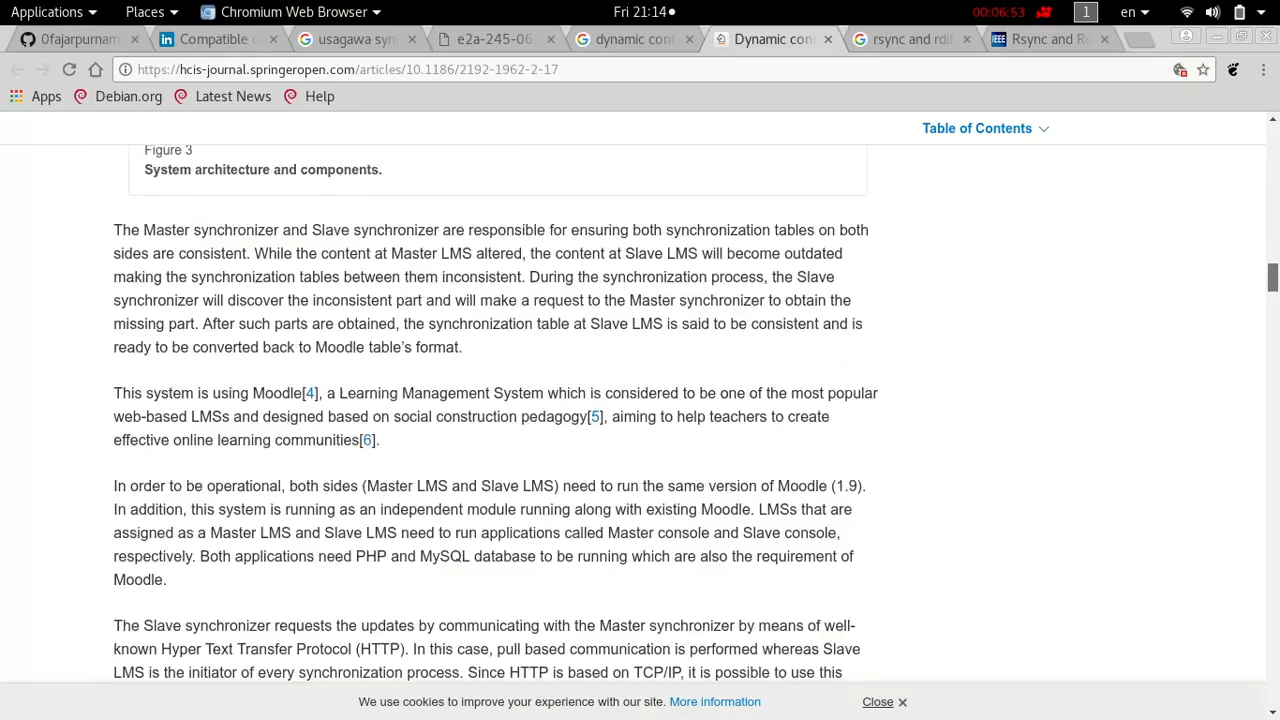 Applications Places Chromium Web Browser Fri 21:14 00:06:53 1 en
0fajarpurnam Compatible d usagawa syn e2a-245-06 dynamic cont Dynamic con rsync and rdif Rsync and Ro
https://hcis-journal.springeropen.com/articles/10.1186/2192-1962-2-17
Apps Debian.org Latest News Help
Table of Contents
Figure 3
System architecture and components.
The Master synchronizer and Slave synchronizer are responsible for ensuring both synchronization tables on both
sides are consistent. While the content at Master LMS altered, the content at Slave LMS will become outdated
making the synchronization tables between them inconsistent. During the synchronization process, the Slave
synchronizer will discover the inconsistent part and will make a request to the Master synchronizer to obtain the
missing part. After such parts are obtained, the synchronization table at Slave LMS is said to be consistent and is
ready to be converted back to Moodle table’s format.
This system is using Moodle[4], a Learning Management System which is considered to be one of the most popular
web-based LMSs and designed based on social construction pedagogy[5], aiming to help teachers to create
effective online learning communities[6].
In order to be operational, both sides (Master LMS and Slave LMS) need to run the same version of Moodle (1.9).
In addition, this system is running as an independent module running along with existing Moodle. LMSs that are
assigned as a Master LMS and Slave LMS need to run applications called Master console and Slave console,
respectively. Both applications need PHP and MySQL database to be running which are also the requirement of
Moodle.
The Slave synchronizer requests the updates by communicating with the Master synchronizer by means of well-
known Hyper Text Transfer Protocol (HTTP). In this case, pull based communication is performed whereas Slave
LMS is the initiator of every synchronization process. Since HTTP is based on TCP/IP, it is possible to use this
We use cookies to improve your experience with our site. More information Close